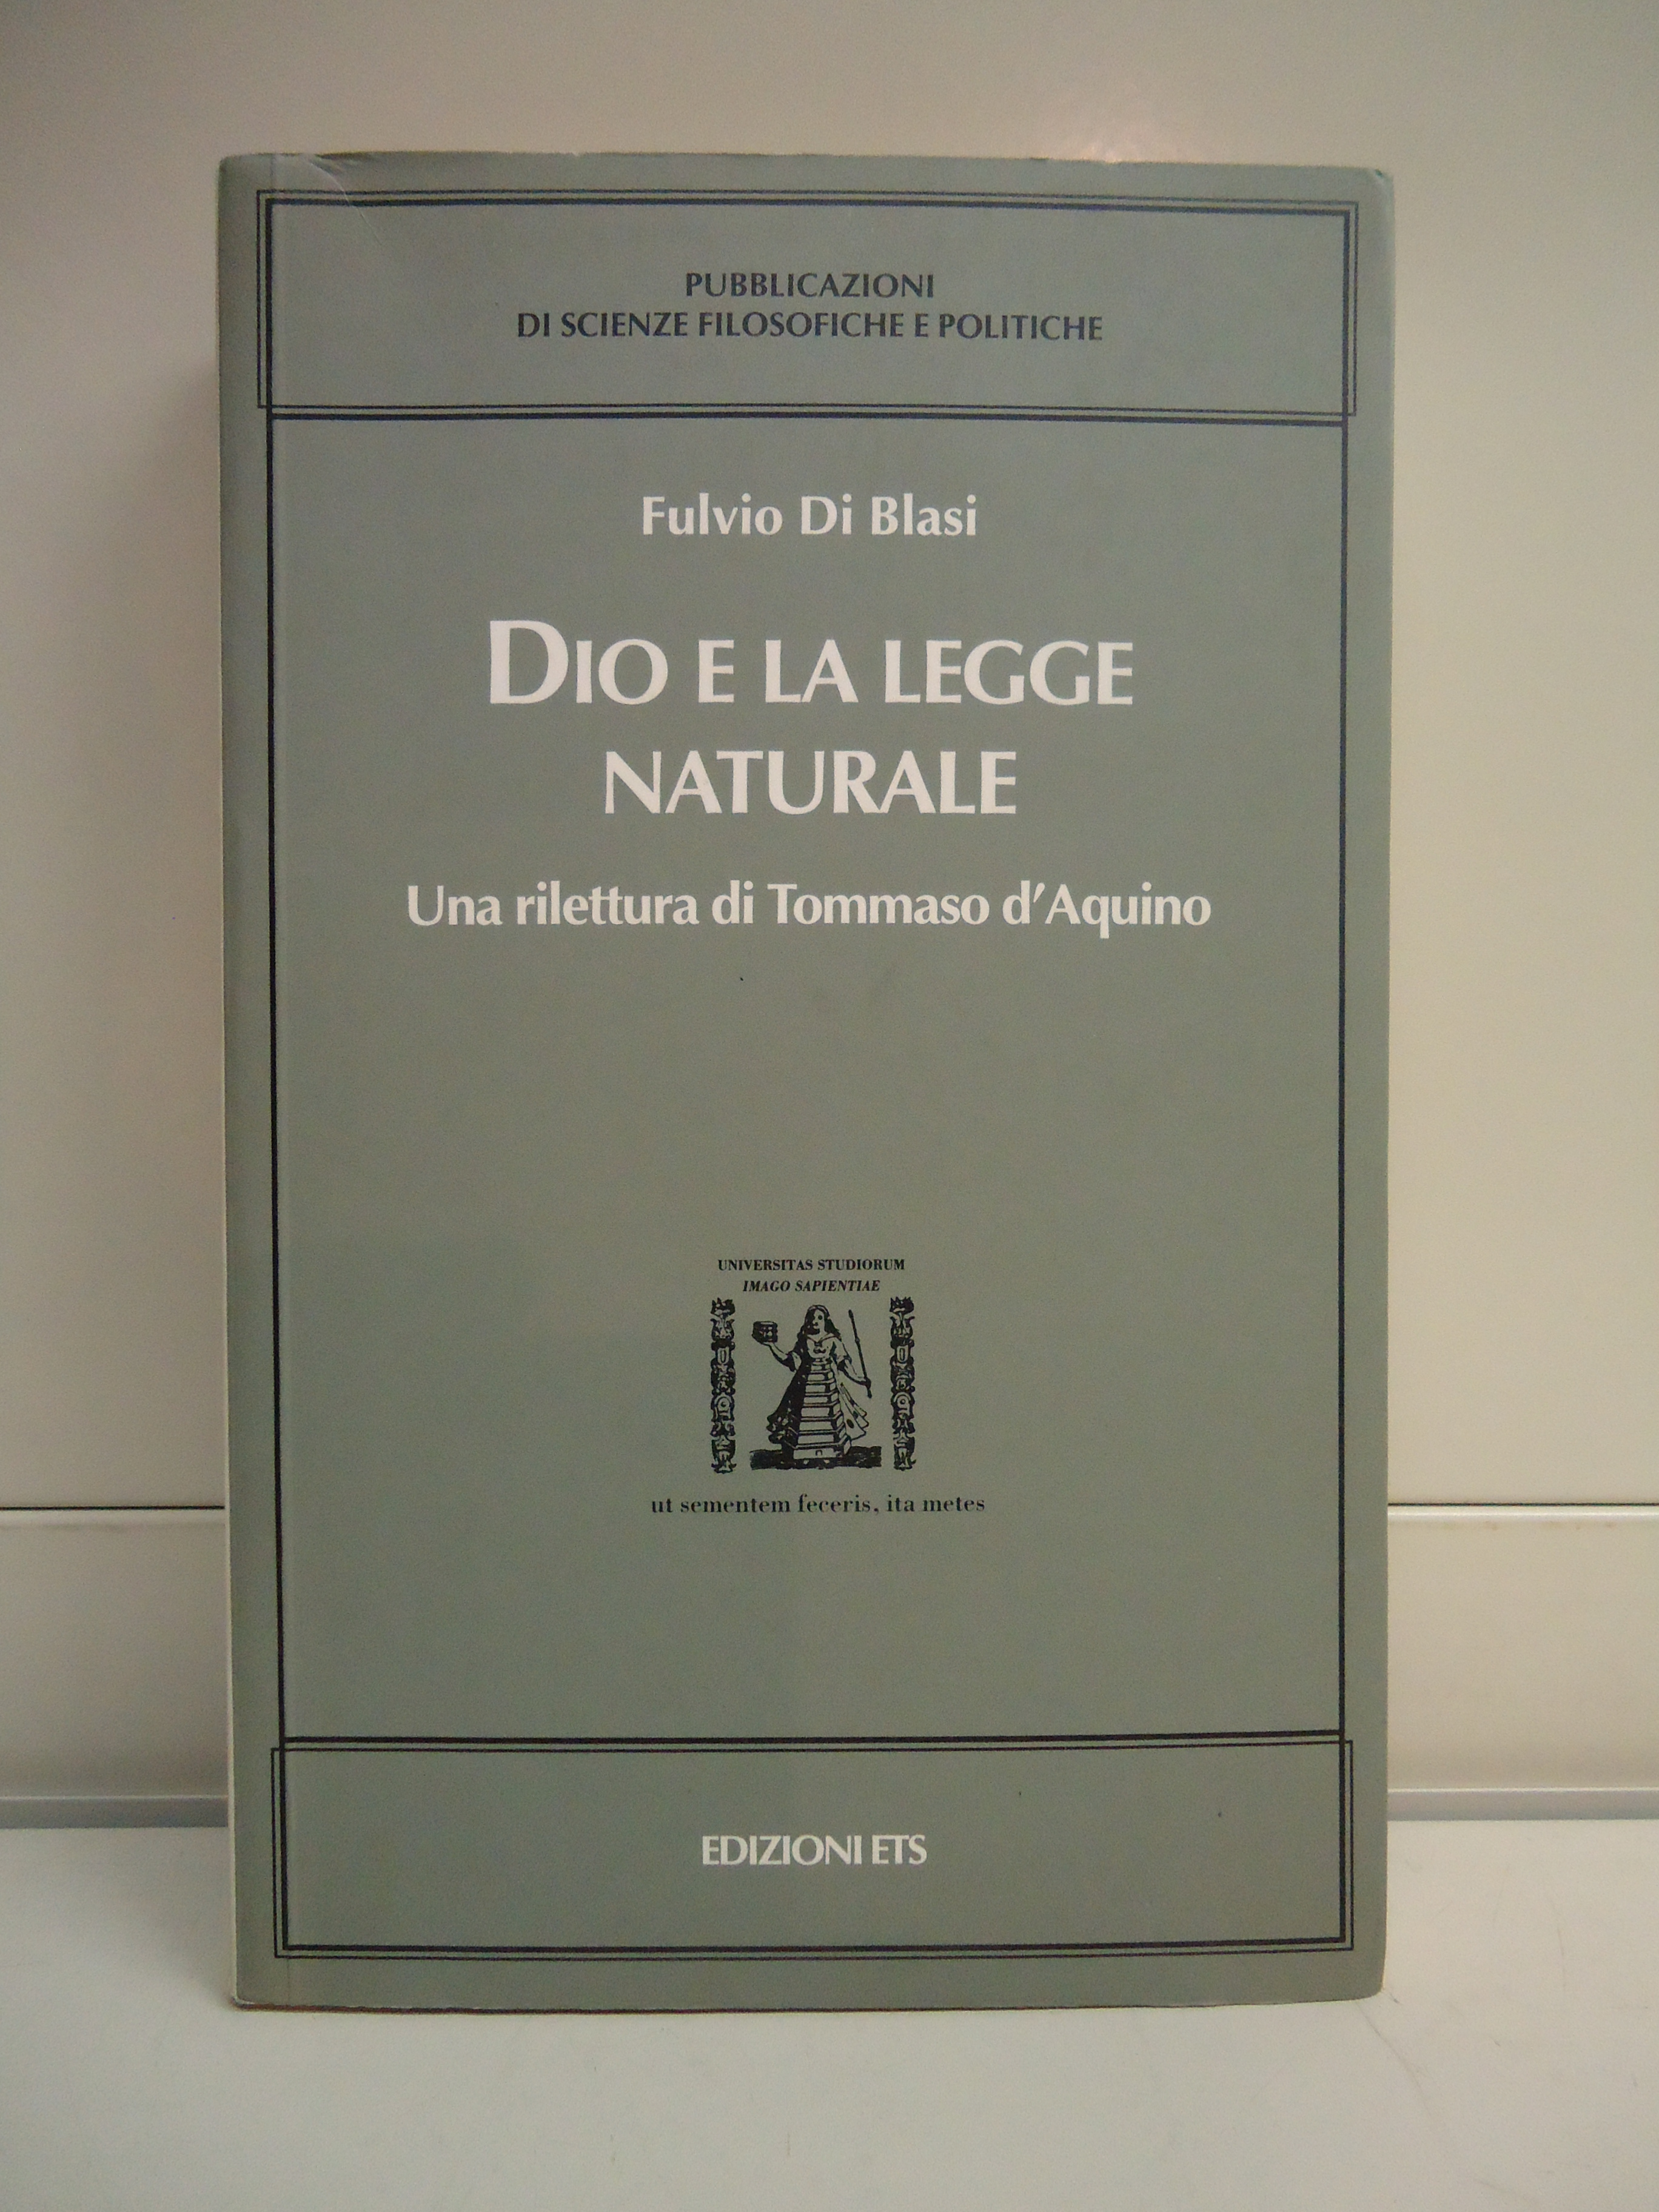 PUBBLICAZIONI
DI SCIENZE FILOSOFICHE E POLITICHE
Fulvio Di Blasi
DIO E LA LEGGE
NATURALE
Una rilettura di Tommaso d'Aquino
UNIVERSITAS STUDIORUM
IMAGO SAPIENTIAE
ut sementem feceris, ita metes
EDIZIONI ETS